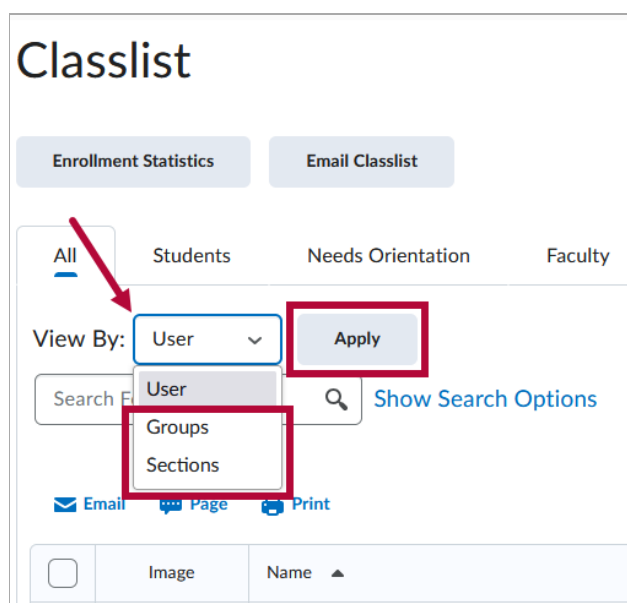 Classlist
Enrollment Statistics Email Classlist
All Students Needs Orientation Faculty
View By: User Apply
User
Search Show Search Options
Groups
Sections
Email Page Print
Image Name